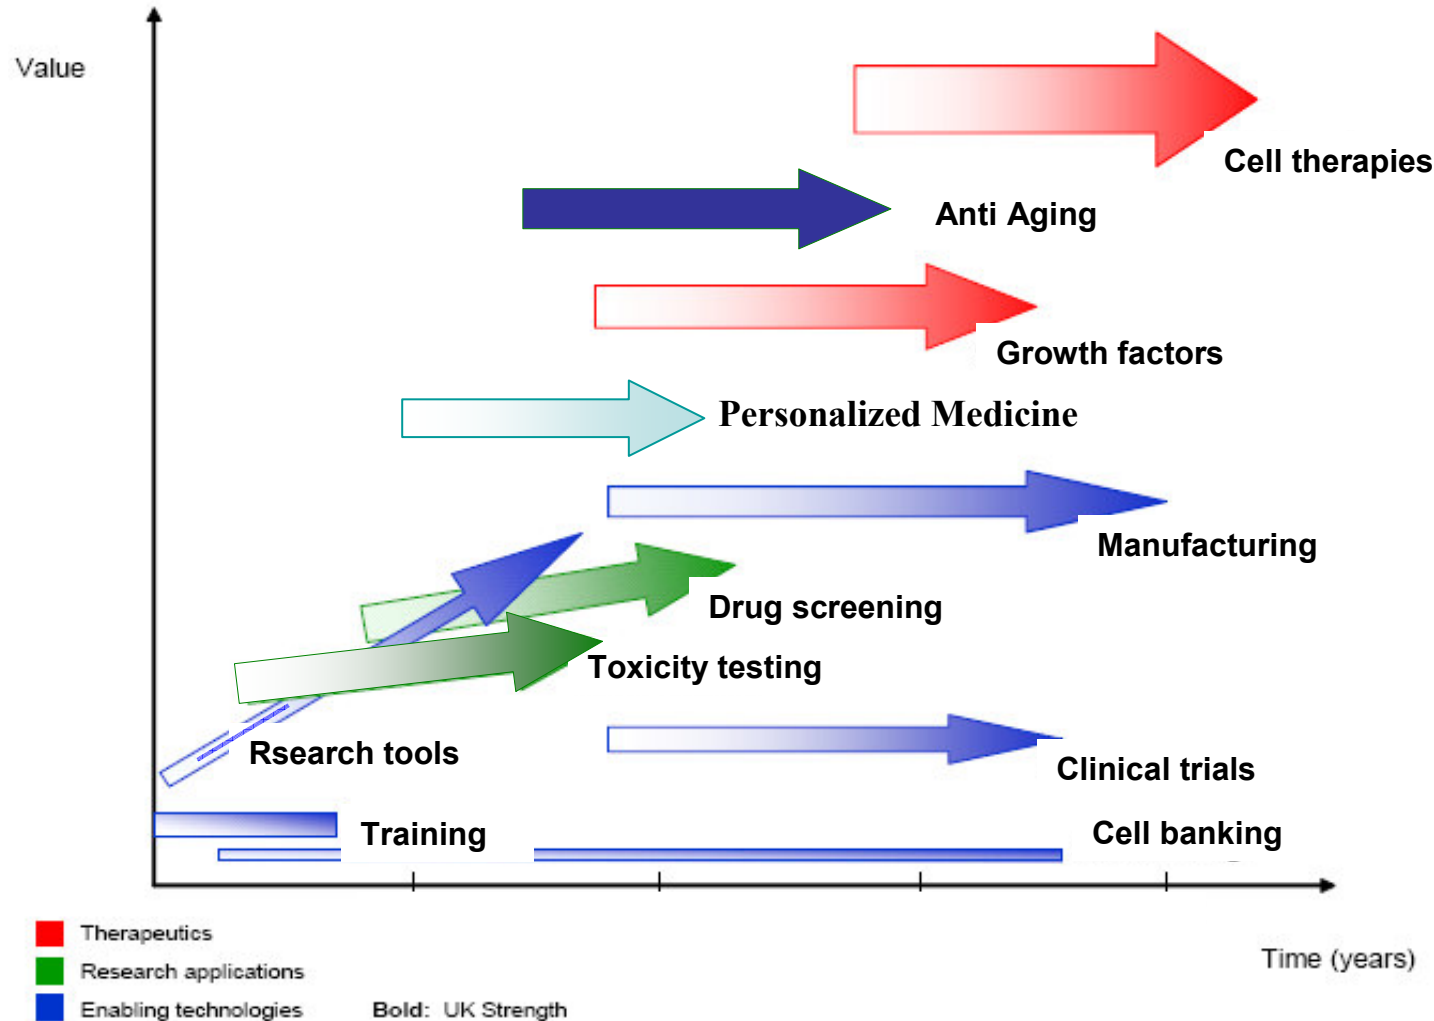 Value
Cell therapies
Anti Aging
Growth factors
Personalized Medicine
Manufacturing
Drug screening
Toxicity testing
Rsearch tools
Clinical trials
Training
Cell banking
Therapeutics
Time (years)
Research applications
Enabling technologies
Bold: UK Strength